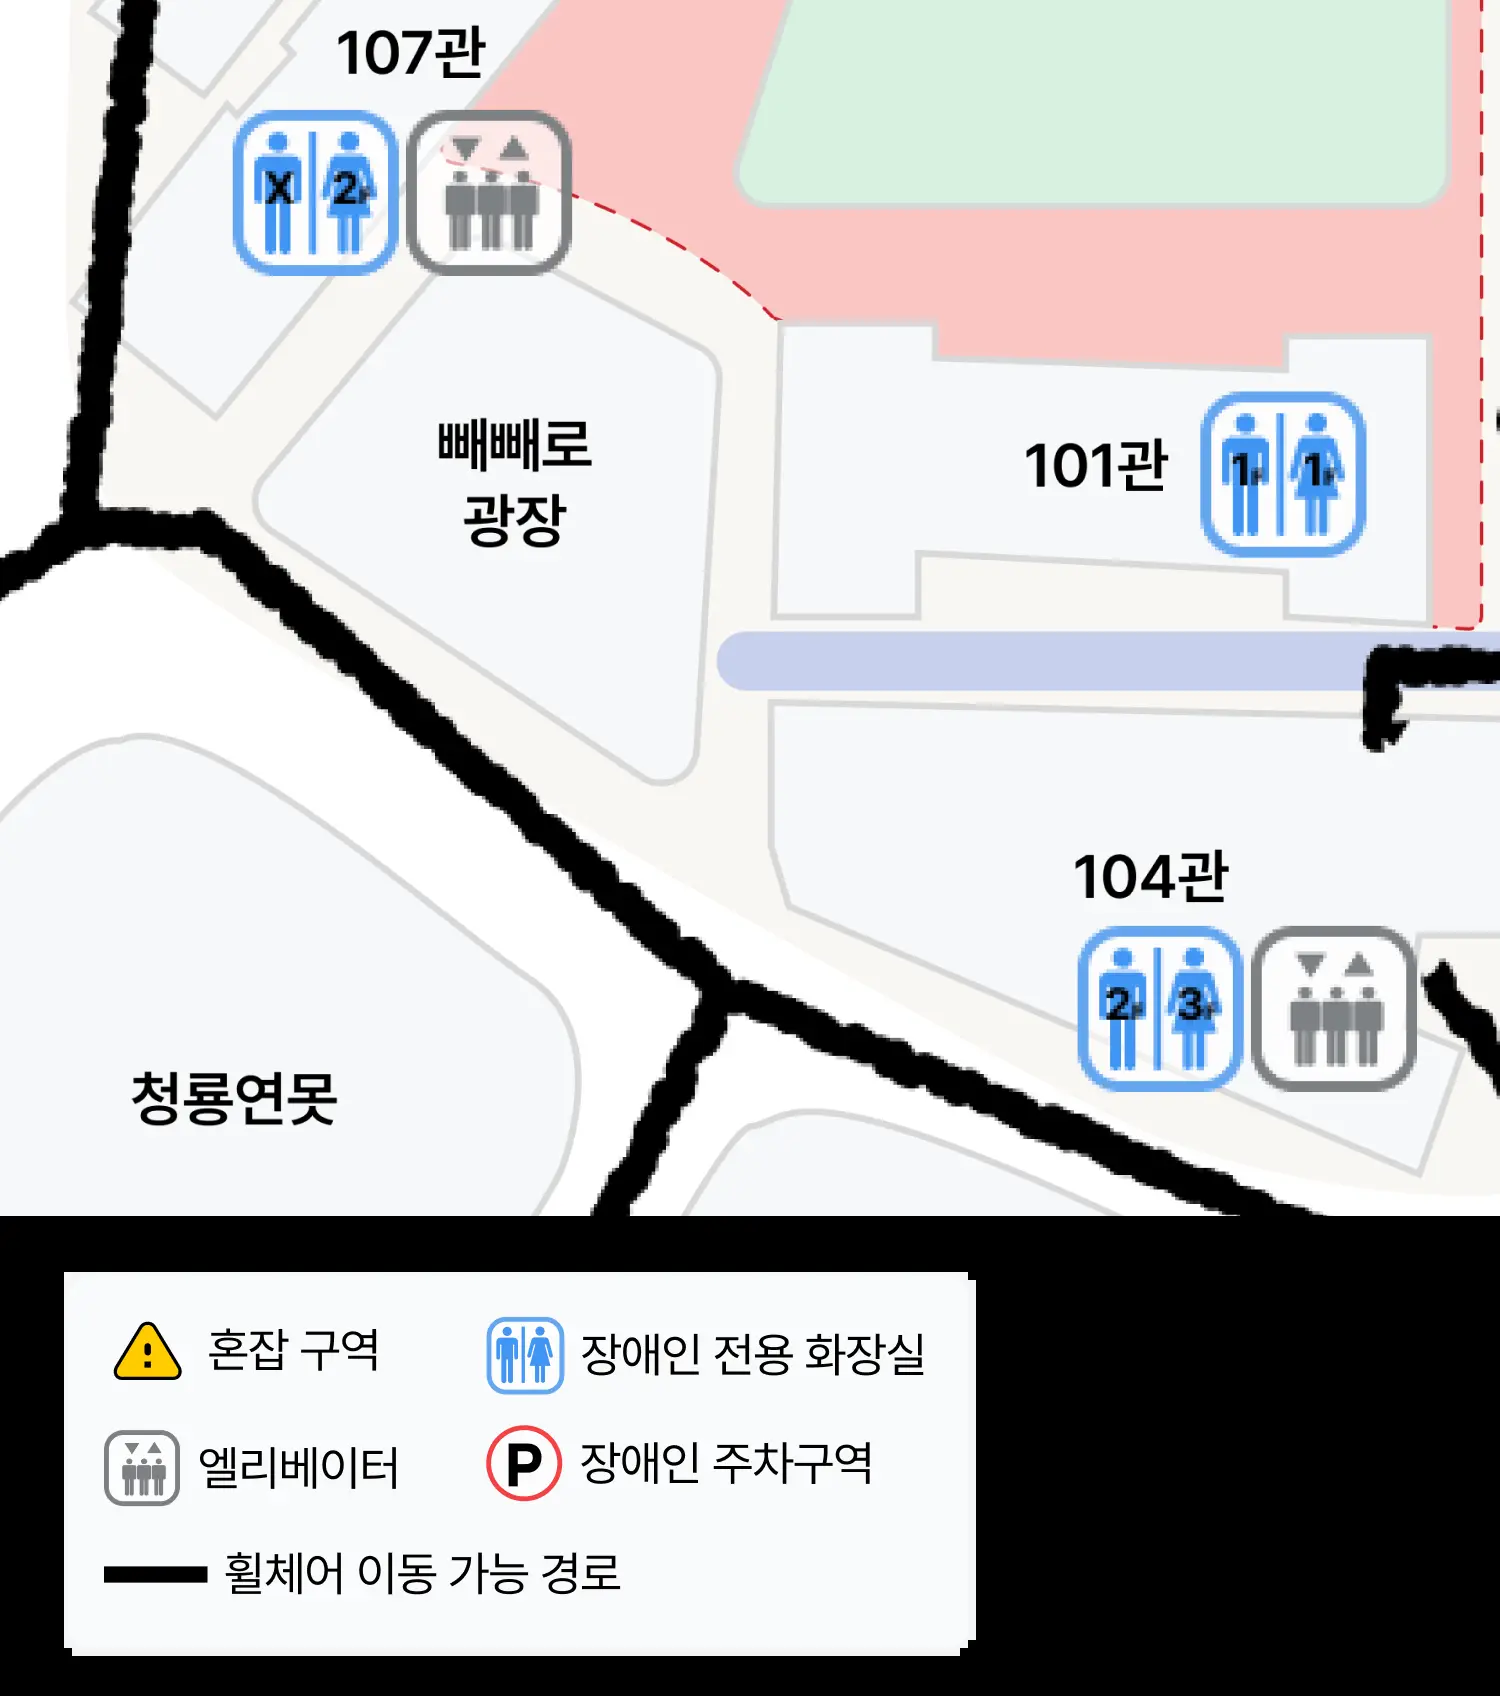 107관
X 2F
빼빼로
광장
101관
1F 1F
104관
2F 3F
청룡연못
혼잡 구역
장애인 전용 화장실
엘리베이터
P 장애인 주차구역
휠체어 이동 가능 경로